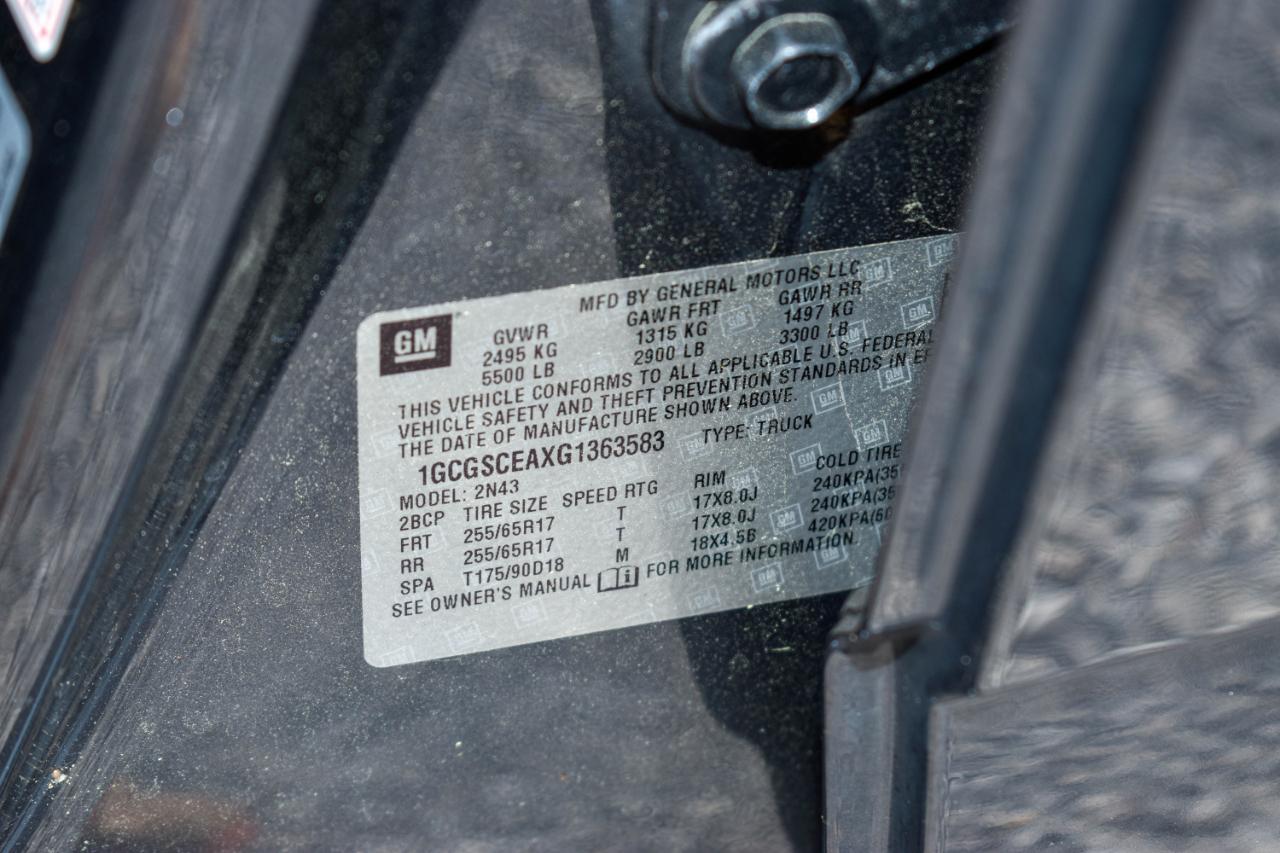 GM
MFD BY GENERAL MOTORS LLC
GVWR GAWR FRT GAWR RR
2495 KG 1315 KG 1497 KG
5500 LB 2900 LB 3300 LB
THIS VEHICLE CONFORMS TO ALL APPLICABLE U.S. FEDERAL
VEHICLE SAFETY AND THEFT PREVENTION STANDARDS IN EF
THE DATE OF MANUFACTURE SHOWN ABOVE.
1GCGSCEAXG1363583 TYPE: TRUCK
MODEL: 2N43
2BCP TIRE SIZE SPEED RTG RIM COLD TIRE
FRT 255/65R17 T 17X8.0J 240KPA(35
RR 255/65R17 T 17X8.0J 240KPA(35
SPA T175/90D18 M 18X4.5B 420KPA(60
SEE OWNER'S MANUAL FOR MORE INFORMATION.